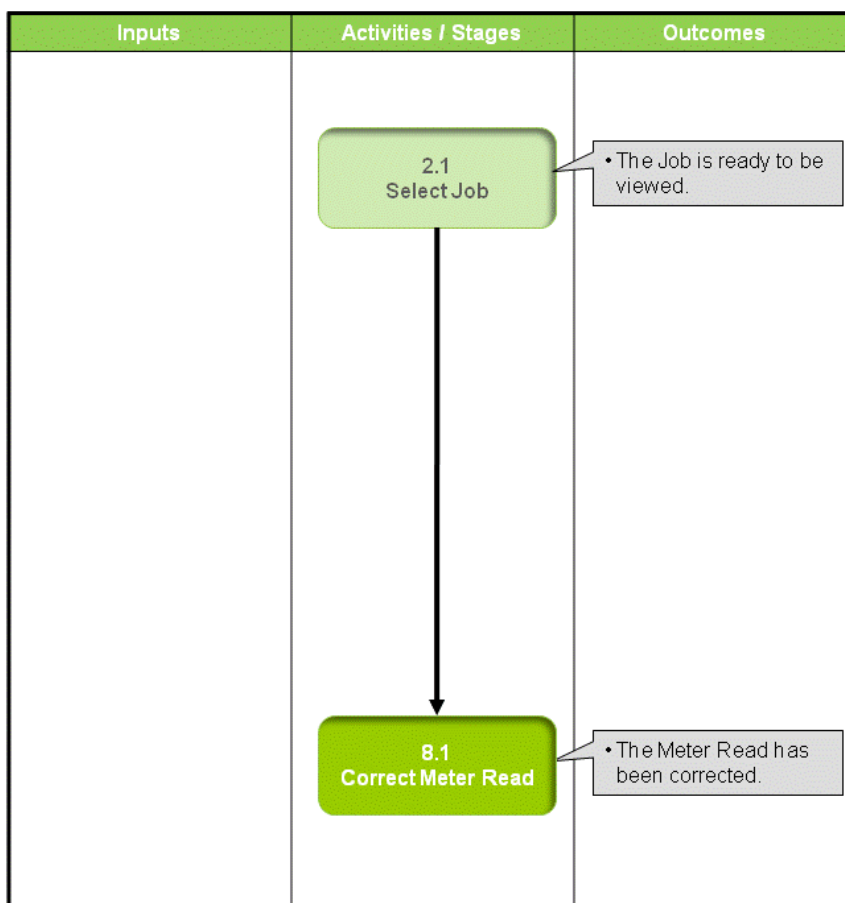 Inputs
Activities / Stages
Outcomes
2.1
Select Job
• The Job is ready to be
viewed.
8.1
Correct Meter Read
• The Meter Read has
been corrected.